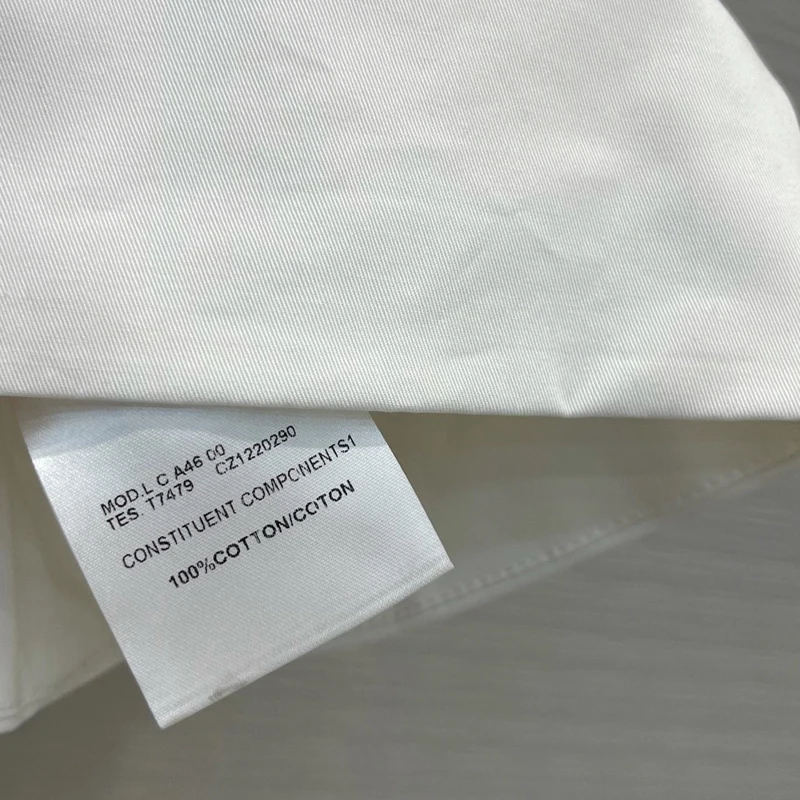 MOD.L C A46 00
TES. T7479 CZ1220290
CONSTITUENT COMPONENTS1
100%COTTON/COTON